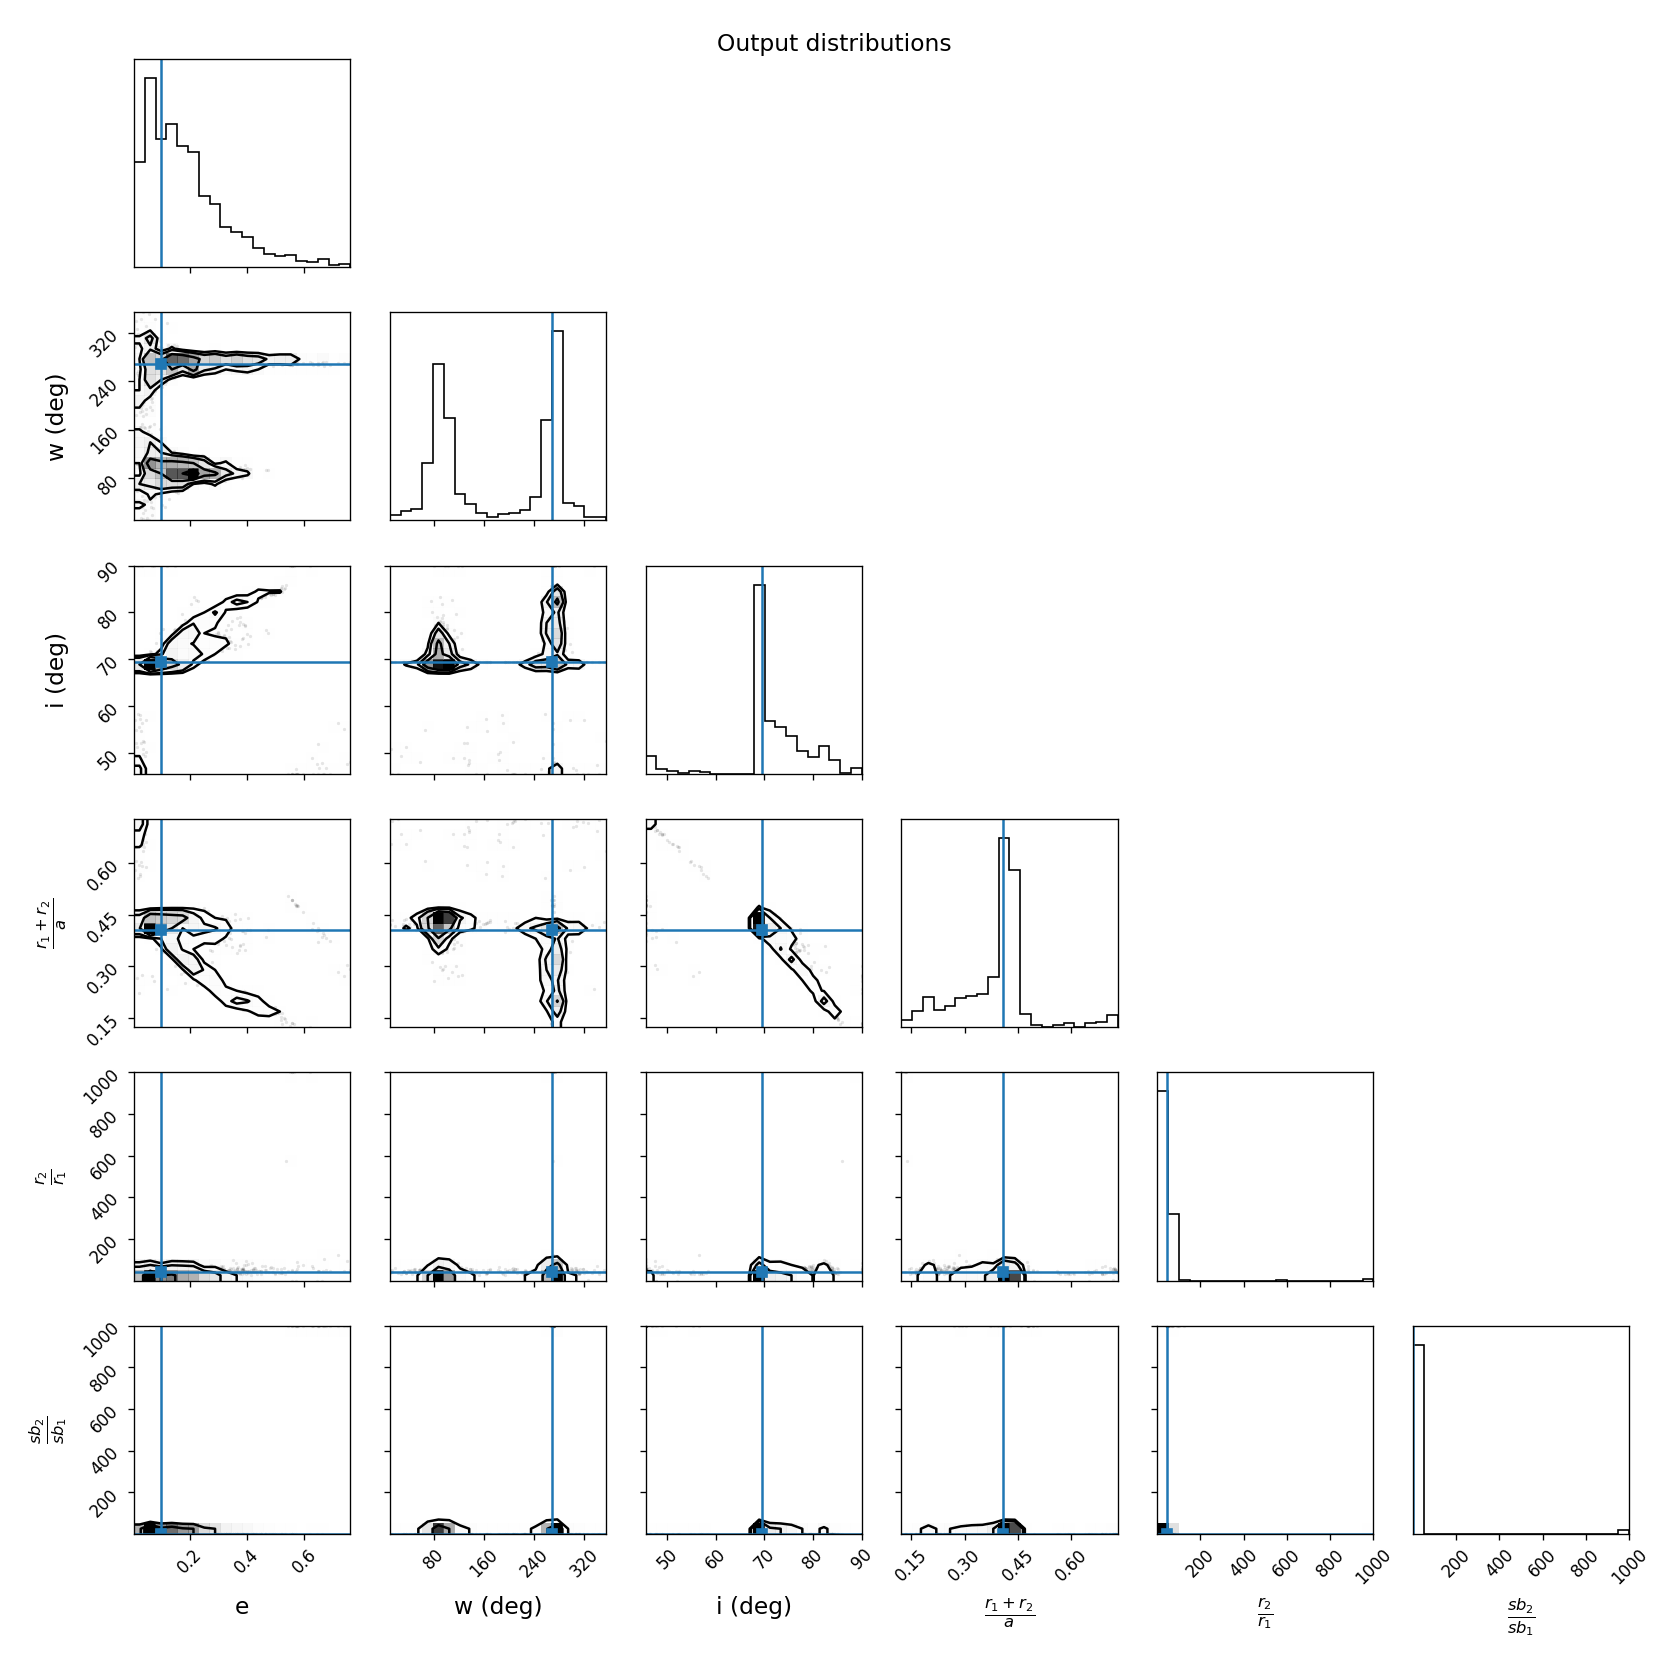 Output distributions
320
240
160
80
w (deg)
90
80
70
60
50
i (deg)
0.60
0.45
0.30
0.15
r₁ + r₂
a
1000
800
600
400
200
r₂
r₁
1000
800
600
400
200
sb₂
sb₁
0.2 0.4 0.6 80 160 240 320 50 60 70 80 90 0.15 0.30 0.45 0.60 200 400 600 800 1000 200 400 600 800 1000
e w (deg) i (deg)
r₁ + r₂ r₂ sb₂
a r₁ sb₁